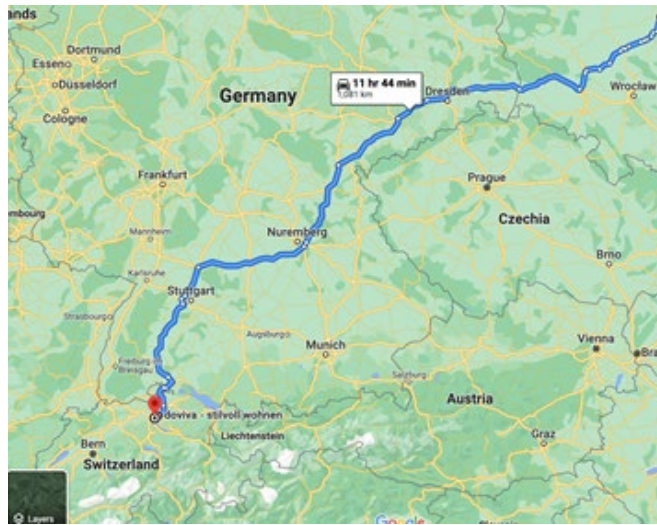 ands
Dortmund
Essen
Düsseldorf
Cologne
Germany
11 hr 44 min
1,081 km
Dresden
Wrocław
Frankfurt
Prague
mbourg
Mannheim
Nuremberg
Czechia
Karlsruhe
Brno
Stuttgart
Strasbourg
Augsburg
Munich
Vienna
Bra
Freiburg im
Breisgau
Salzburg
doviva - stilvoll wohnen
Austria
Liechtenstein
Graz
Bern
Switzerland
Layers
Google